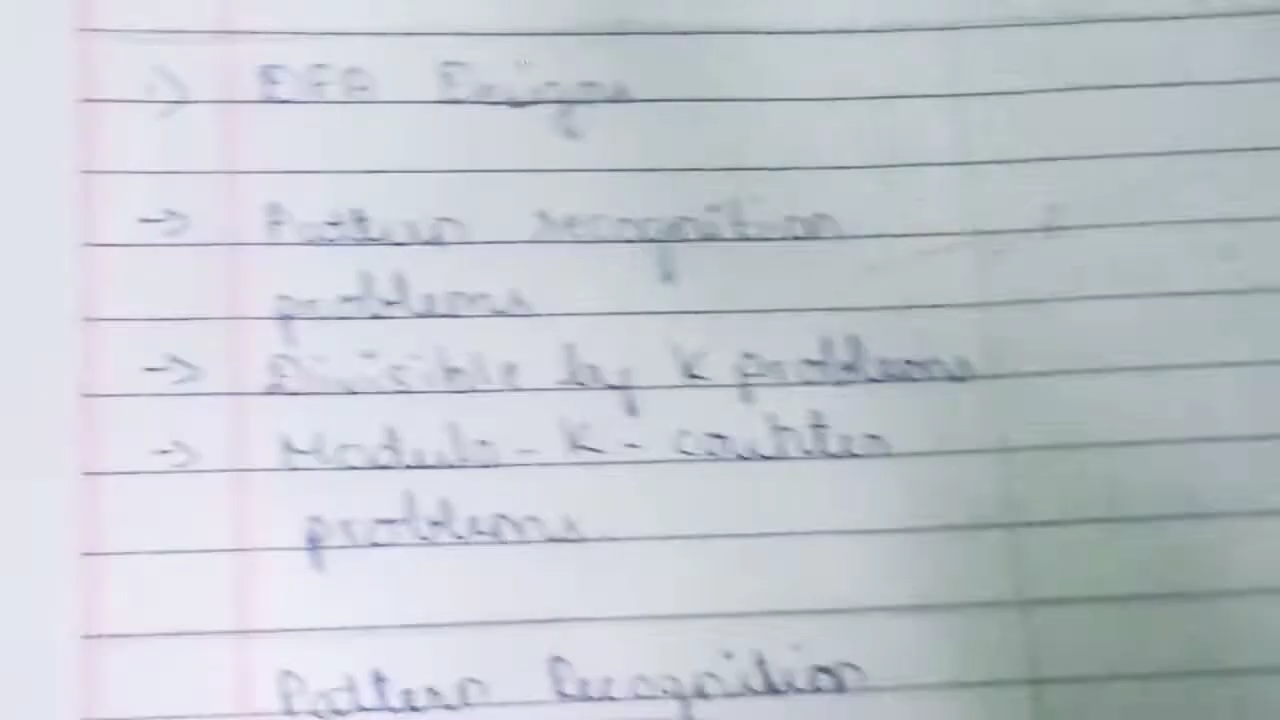 -> DFA Design
-> Pattern recognition
problems
-> Divisible by K problems
-> Modulo - K - counter
problems.
Pattern Recognition